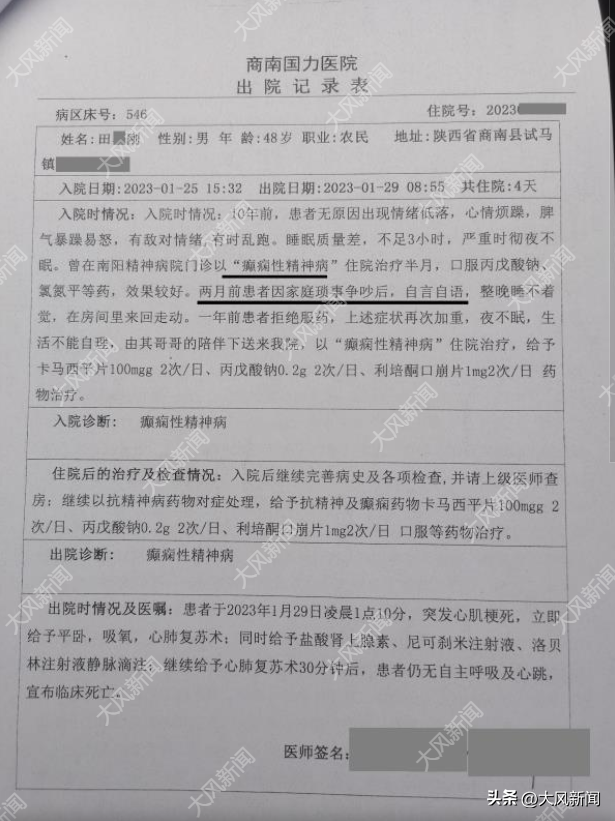 商南国力医院
出院记录表
病区床号：546 住院号：2023
姓名:田 刚 性别:男 年 龄:48岁 职业:农民 地址:陕西省商南县试马
镇
入院日期:2023-01-25 15:32 出院日期:2023-01-29 08:55 共住院:4天
入院时情况：入院时情况：10年前，患者无原因出现情绪低落，心情烦躁，脾
气暴躁易怒，有敌对情绪，有时乱跑。睡眠质量差，不足3小时，严重时彻夜不
眠。曾在南阳精神病院门诊以“癫痫性精神病”住院治疗半月，口服丙戊酸钠、
氯氮平等药，效果较好。两月前患者因家庭琐事争吵后，自言自语，整晚睡不着
觉，在房间里来回走动。一年前患者拒绝服药，上述症状再次加重，夜不眠，生
活不能自理，由其哥哥的陪伴下送来我院，以“癫痫性精神病”住院治疗，给予
卡马西平片100mgg 2次/日、丙戊酸钠0.2g 2次/日、利培酮口崩片1mg2次/日 药
物治疗。
入院诊断： 癫痫性精神病
住院后的治疗及检查情况：入院后继续完善病史及各项检查,并请上级医师查
房；继续以抗精神病药物对症处理，给予抗精神及癫痫药物卡马西平片100mgg 2
次/日、丙戊酸钠0.2g 2次/日、利培酮口崩片1mg2次/日 口服等药物治疗。
出院诊断： 癫痫性精神病
出院时情况及医嘱：患者于2023年1月29日凌晨1点10分，突发心肌梗死，立即
给予平卧，吸氧，心肺复苏术；同时给予盐酸肾上腺素、尼可刹米注射液、洛贝
林注射液静脉滴注；继续给予心肺复苏术30分钟后，患者仍无自主呼吸及心跳，
宣布临床死亡。
医师签名：
头条 @大风新闻